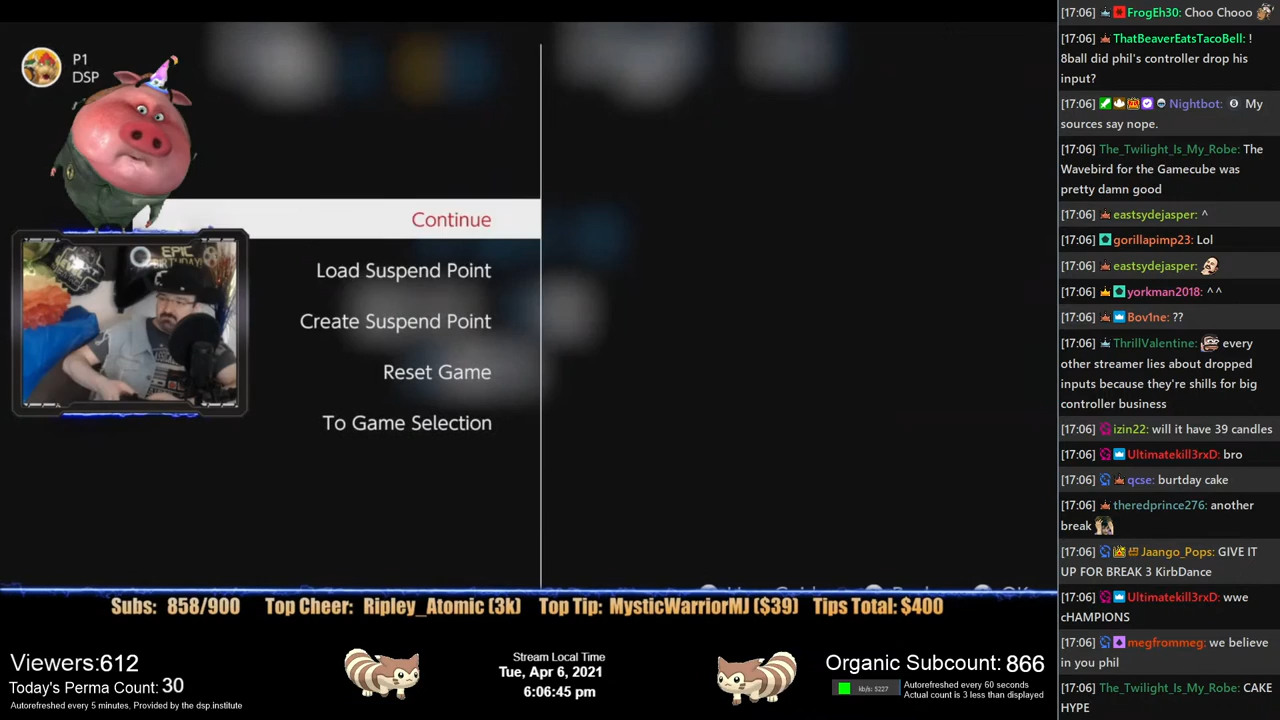 P1
DSP
Continue
Load Suspend Point
Create Suspend Point
Reset Game
To Game Selection
EPIC
BIRTHDAY!
Subs: 858/900 Top Cheer: Ripley_Atomic (3k) Top Tip: MysticWarriorMJ ($39) Tips Total: $400
Viewers:612
Today's Perma Count: 30
Autorefreshed every 5 minutes, Provided by the dsp institute
Stream Local Time
Tue, Apr 6, 2021
6:06:45 pm
Organic Subcount: 866
kb/s: 5227
Autorefreshed every 60 seconds
Actual count is 3 less than displayed
[17:06] FrogEh30: Choo Chooo
[17:06] ThatBeaverEatsTacoBell: !
8ball did phil's controller drop his
input?
[17:06] Nightbot: 8 My
sources say nope.
[17:06] The_Twilight_Is_My_Robe: The
Wavebird for the Gamecube was
pretty damn good
[17:06] eastsydejasper: ^
[17:06] gorillapimp23: Lol
[17:06] eastsydejasper:
[17:06] yorkman2018: ^^
[17:06] Bov1ne: ??
[17:06] ThrillValentine: every
other streamer lies about dropped
inputs because they're shills for big
controller business
[17:06] izin22: will it have 39 candles
[17:06] Ultimatekill3rxD: bro
[17:06] qcse: burtday cake
[17:06] theredprince276: another
break
[17:06] Jaango_Pops: GIVE IT
UP FOR BREAK 3 KirbDance
[17:06] Ultimatekill3rxD: wwe
cHAMPIONS
[17:06] megfrommeg: we believe
in you phil
[17:06] The_Twilight_Is_My_Robe: CAKE
HYPE